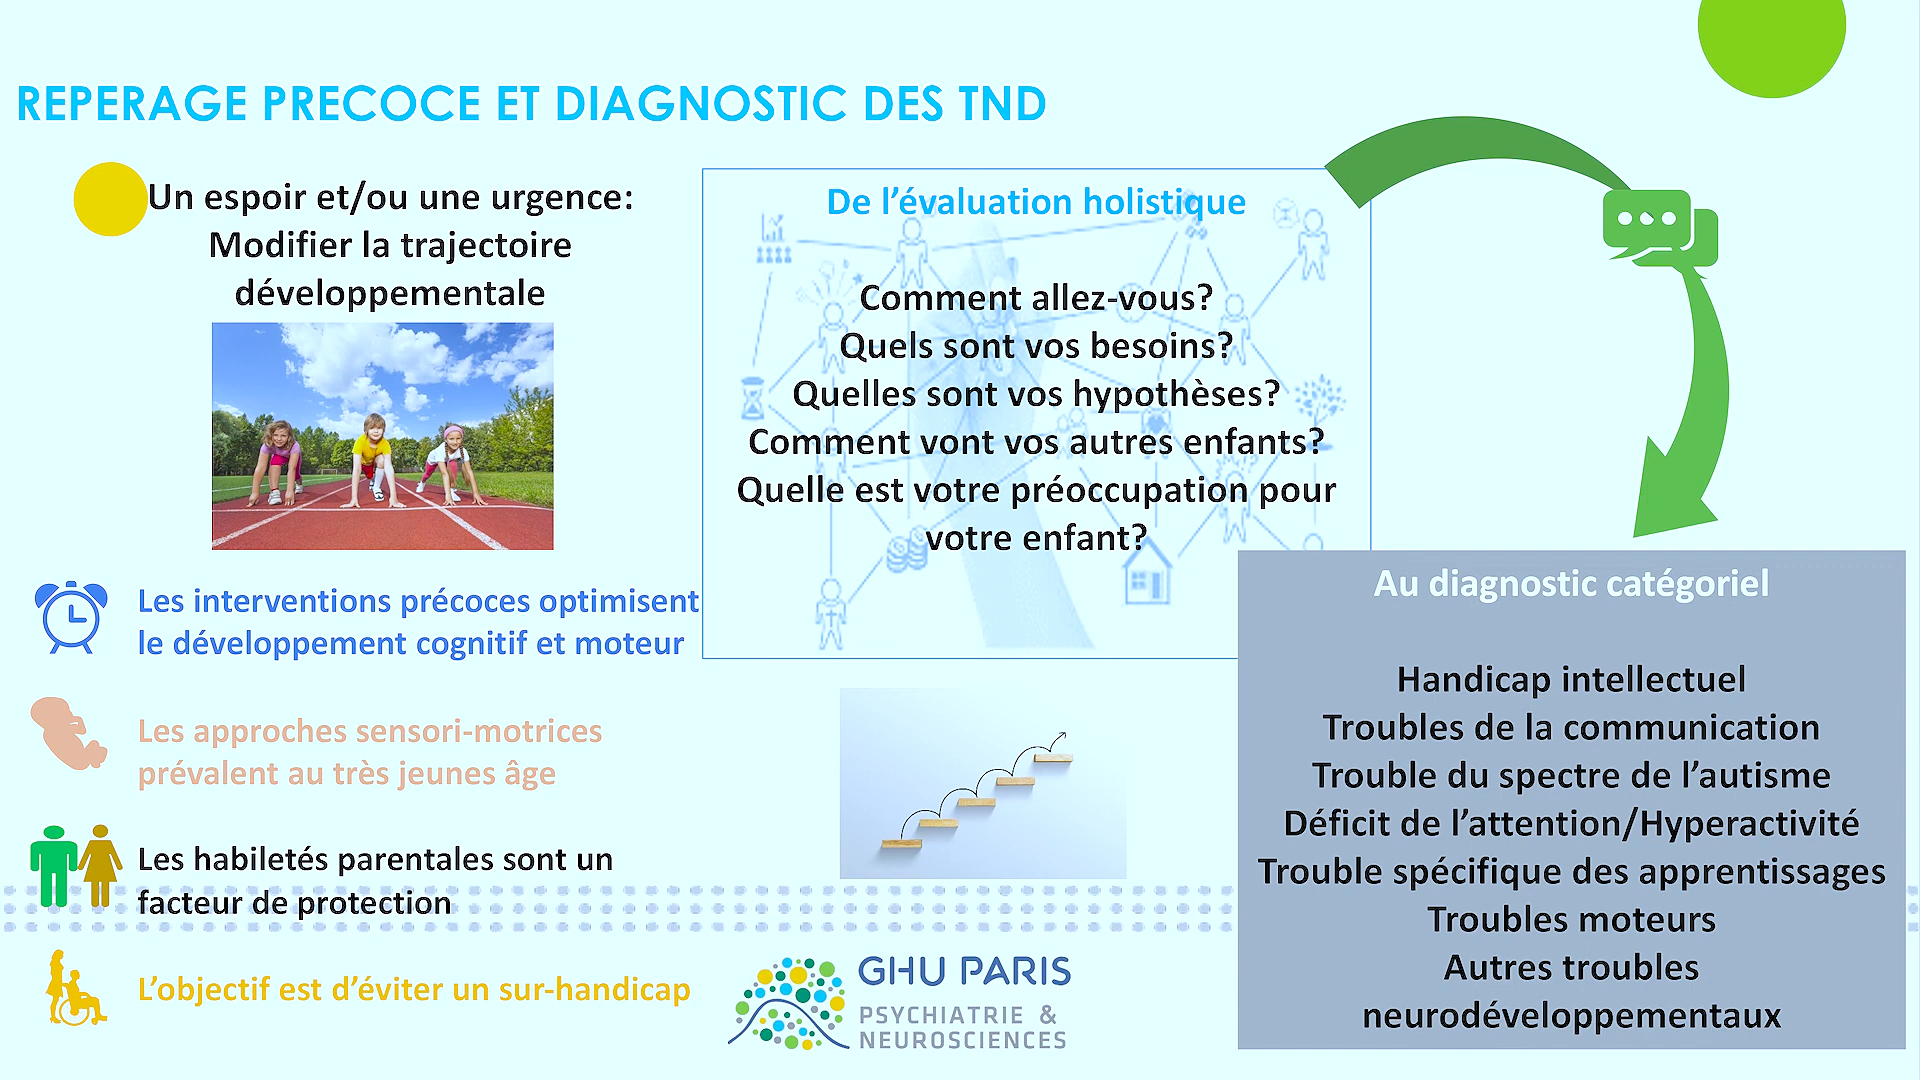 REPERAGE PRECOCE ET DIAGNOSTIC DES TND
Un espoir et/ou une urgence:
Modifier la trajectoire
développementale
Les interventions précoces optimisent
le développement cognitif et moteur
Les approches sensori-motrices
prévalent au très jeunes âge
Les habiletés parentales sont un
facteur de protection
L’objectif est d’éviter un sur-handicap
De l’évaluation holistique
Comment allez-vous?
Quels sont vos besoins?
Quelles sont vos hypothèses?
Comment vont vos autres enfants?
Quelle est votre préoccupation pour
votre enfant?
GHU PARIS
PSYCHIATRIE &
NEUROSCIENCES
Au diagnostic catégoriel
Handicap intellectuel
Troubles de la communication
Trouble du spectre de l’autisme
Déficit de l’attention/Hyperactivité
Trouble spécifique des apprentissages
Troubles moteurs
Autres troubles
neurodéveloppementaux